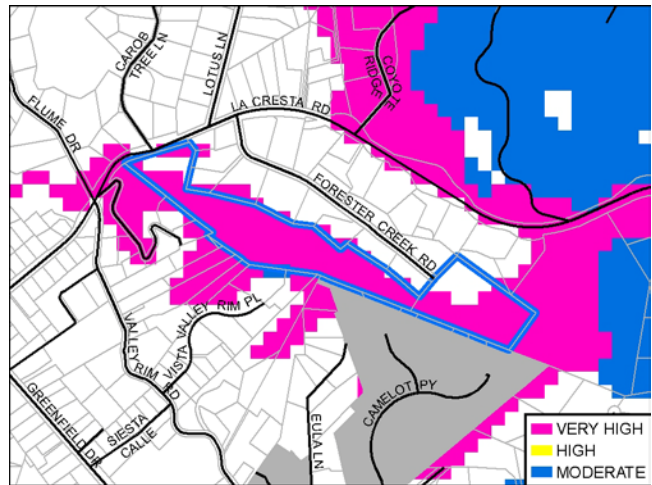 CAROB
TREE LN
LOTUS LN
COYOTE
RIDGE
FLUME DR
LA CRESTA RD
FORESTER CREEK RD
VISTA VALLEY RIM PL
VALLEY
RIM RD
CAMELOT PY
GREENFIELD DR
SIESTA
CALLE
EULA LN
VERY HIGH
HIGH
MODERATE